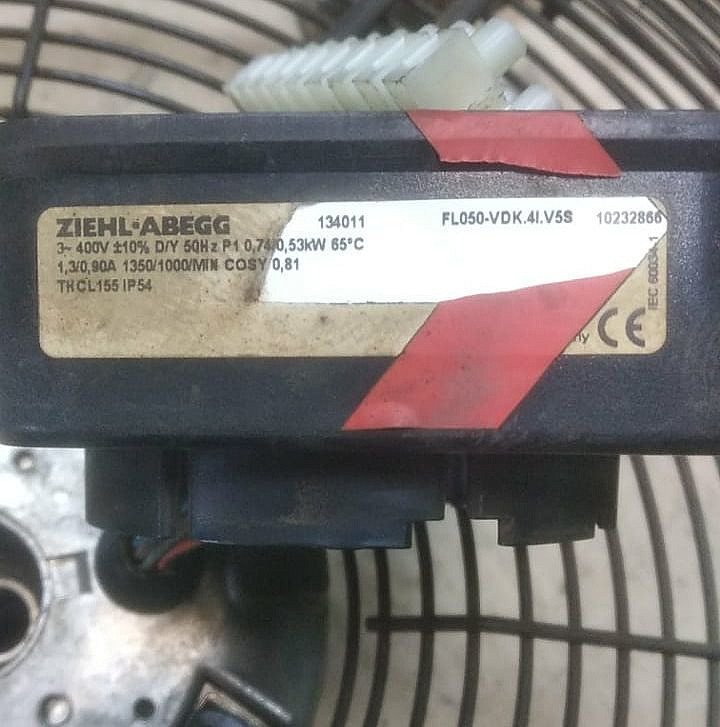 ZIEHL-ABEGG 134011 FL050-VDK.4I.V5S 10232866
3~ 400V ±10% D/Y 50Hz P1 0,74/0,53kW 65°C
1,3/0,90A 1350/1000/MIN COSY 0,81
THCL155 IP54
IEC 60034-1
CE